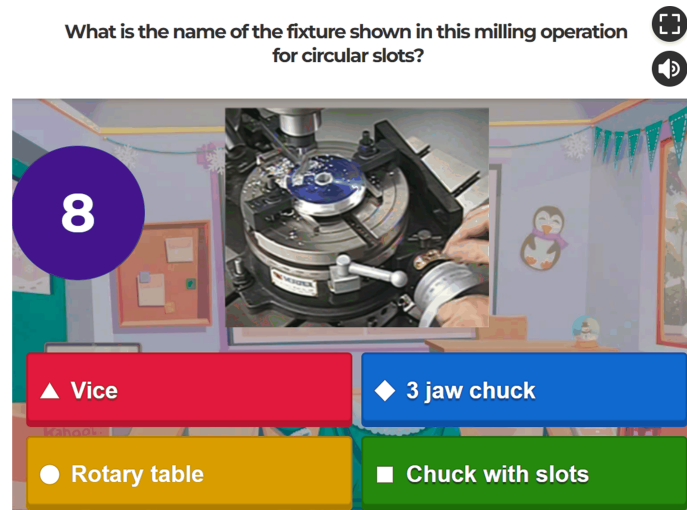 What is the name of the fixture shown in this milling operation
for circular slots?
8
Vice
3 jaw chuck
Rotary table
Chuck with slots